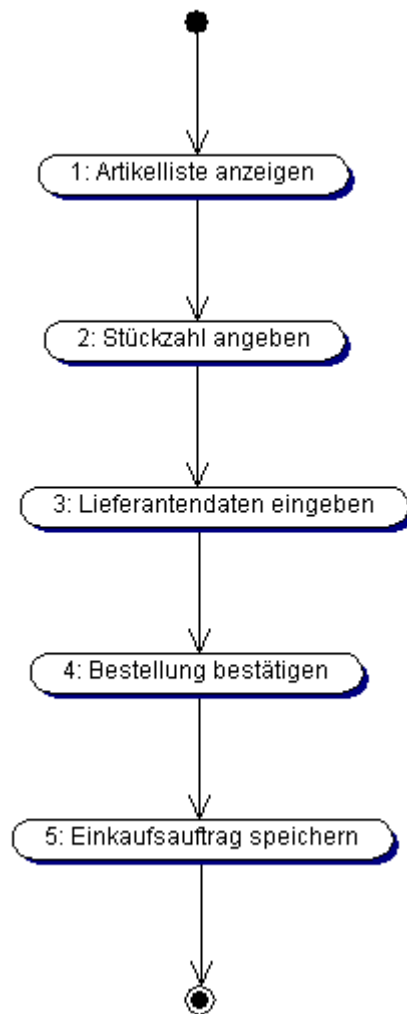 1: Artikelliste anzeigen
2: Stückzahl angeben
3: Lieferantendaten eingeben
4: Bestellung bestätigen
5: Einkaufsauftrag speichern